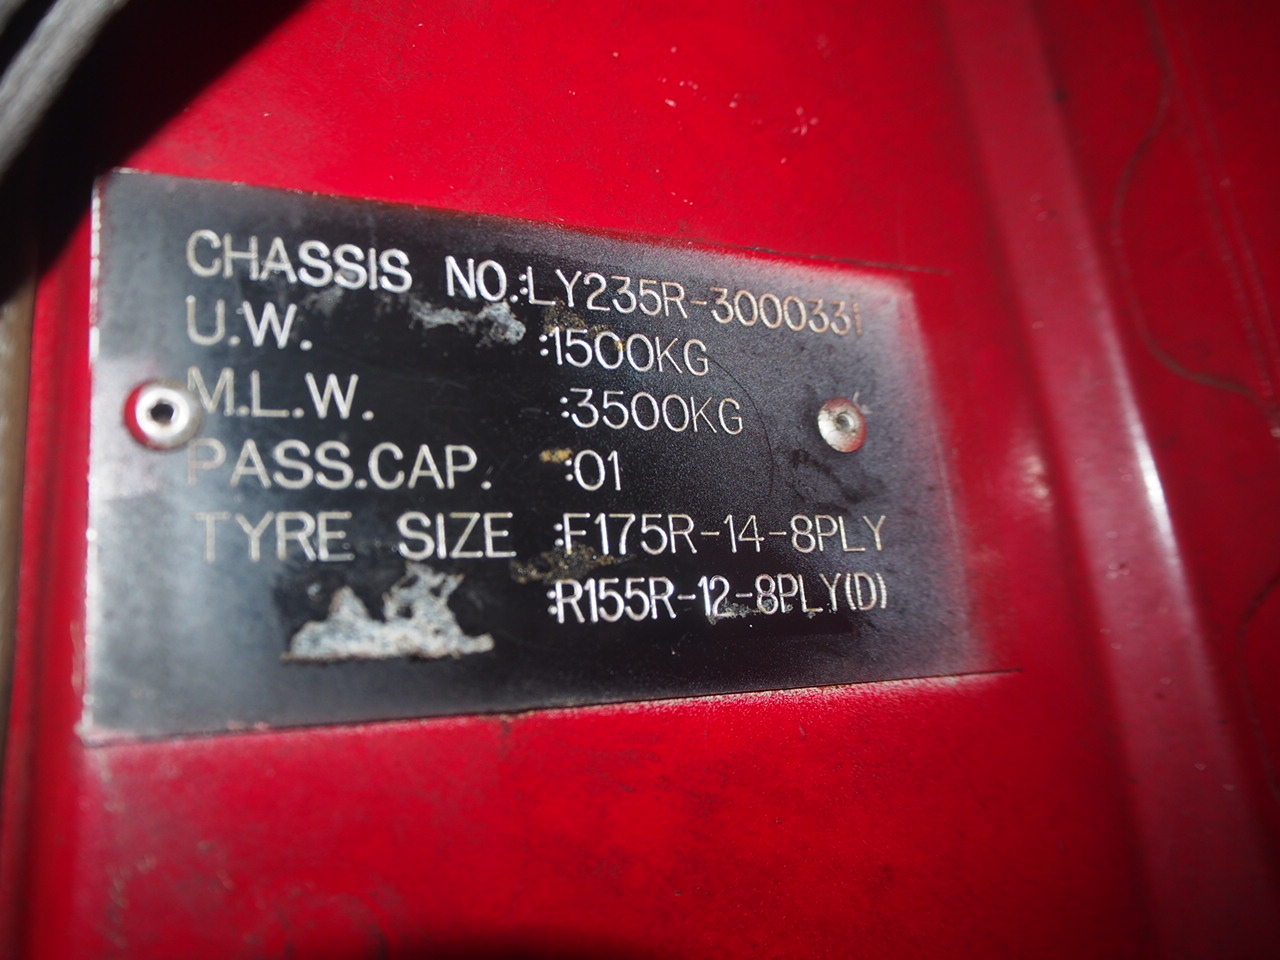 CHASSIS NO.:LY235R-3000331
U.W. :1500KG
M.L.W. :3500KG
PASS.CAP. :01
TYRE SIZE :F175R-14-8PLY
:R155R-12-8PLY(D)